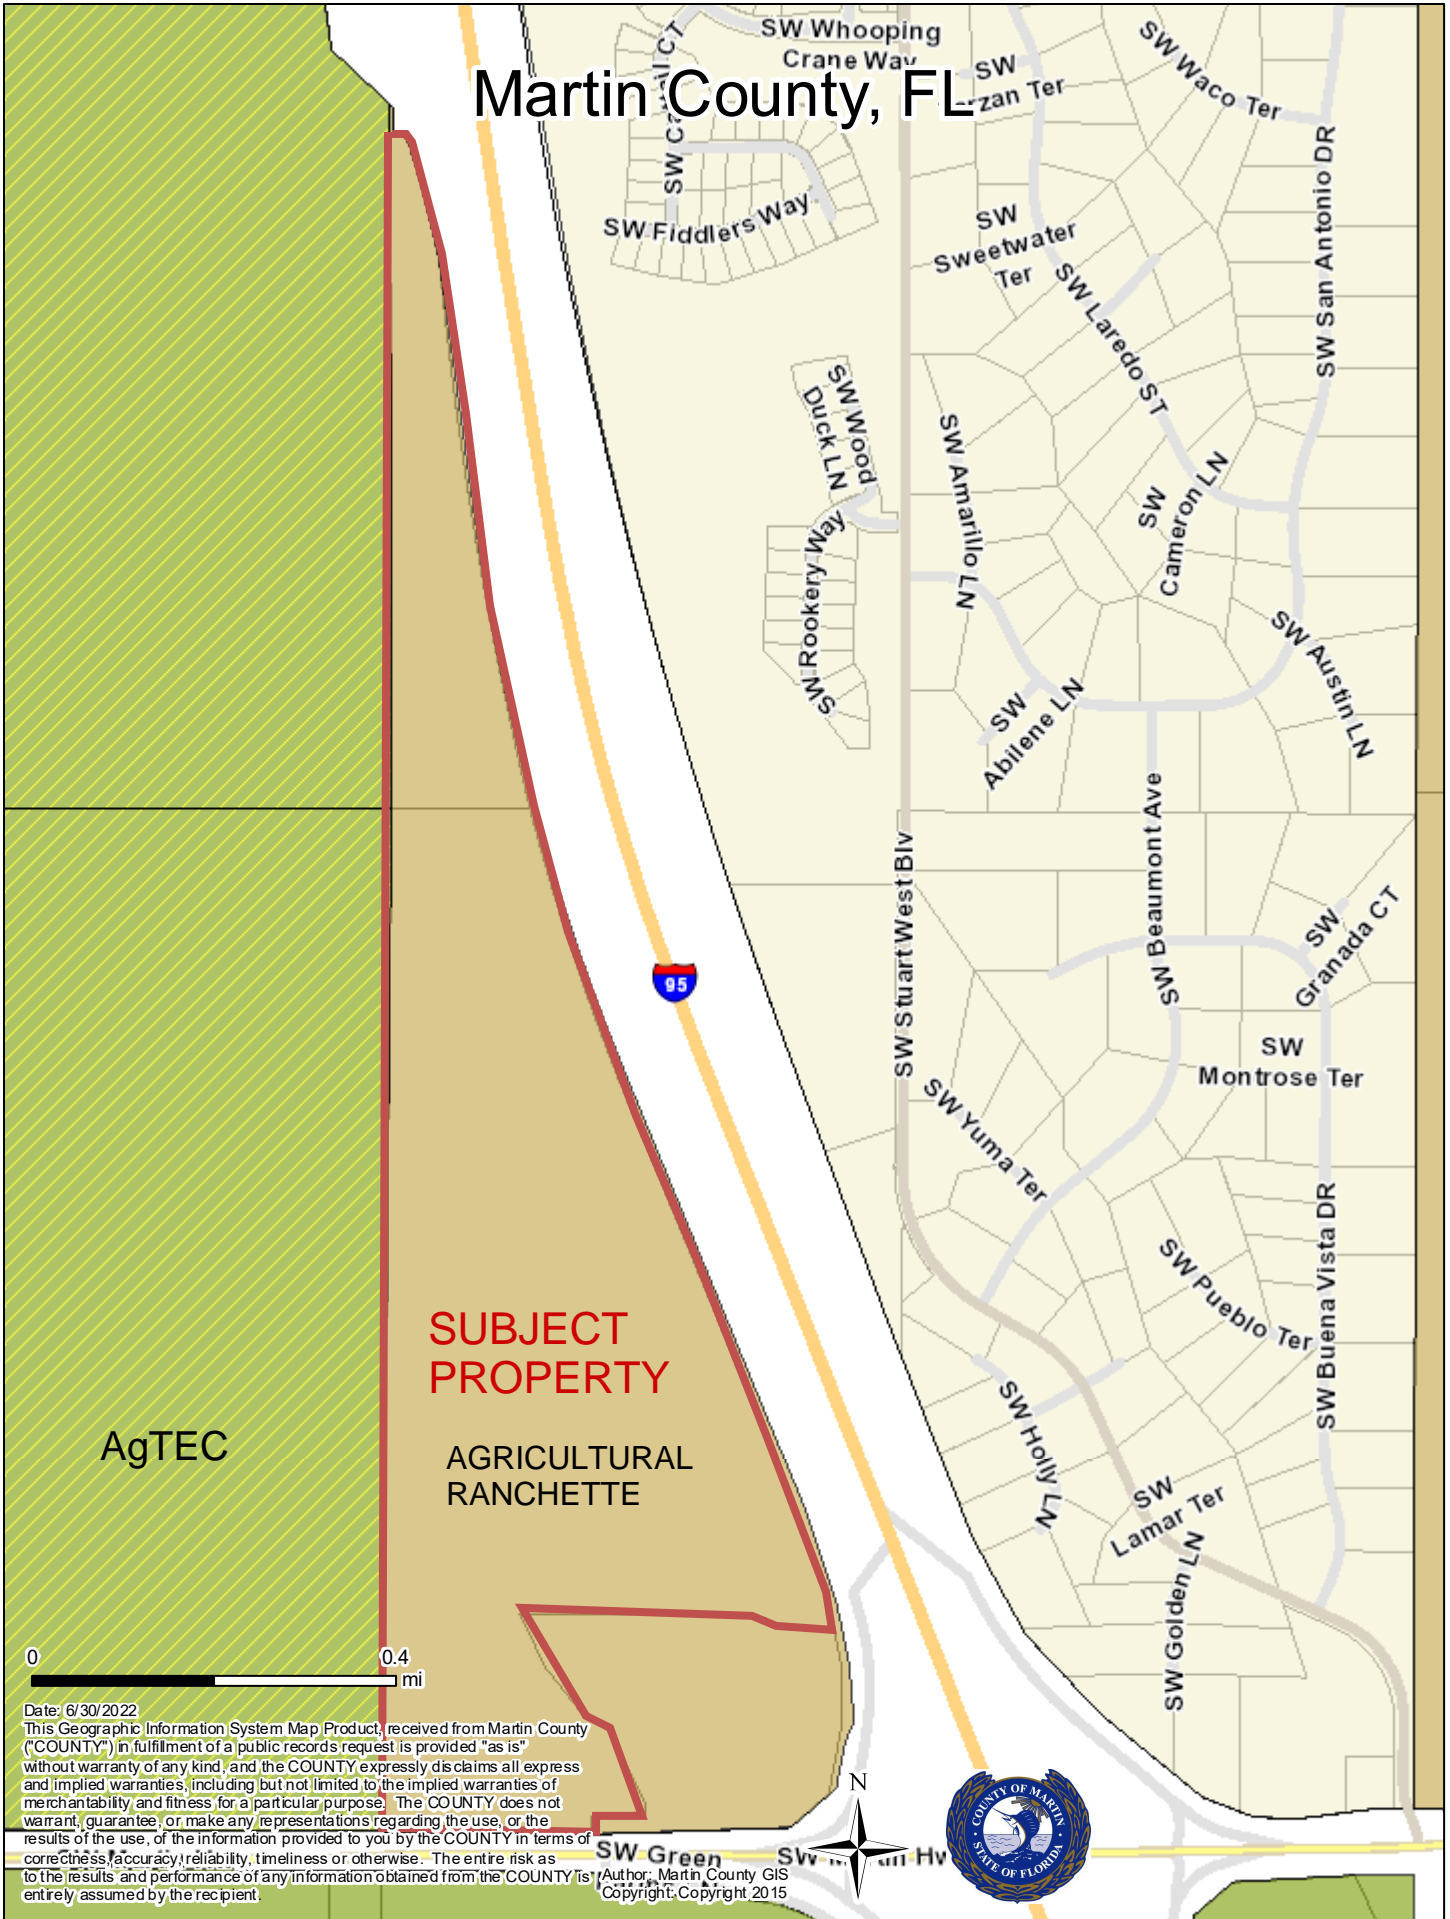 SW Whooping
Crane Way
Martin County, FL
SW
Ter
SW Waco Ter
SW San Antonio DR
SW Fiddlers Way
SW
Sweetwater
Ter
SW Laredo ST
SW Wood
Duck LN
SW Amarillo LN
SW
Cameron LN
SW Rookery Way
SW Austin LN
SW
Abilene LN
SW Beaumont Ave
SW Stuart West Blv
SW
Granada CT
95
SW
Montrose Ter
SW Yuma Ter
SW Buena Vista DR
SW Pueblo Ter
SUBJECT
PROPERTY
AgTEC
AGRICULTURAL
RANCHETTE
SW Holly LN
SW
Lamar Ter
SW Golden LN
0 0.4
mi
Date: 6/30/2022
This Geographic Information System Map Product, received from Martin County
("COUNTY") in fulfillment of a public records request is provided "as is"
without warranty of any kind, and the COUNTY expressly disclaims all express
and implied warranties, including but not limited to the implied warranties of
merchantability and fitness for a particular purpose. The COUNTY does not
warrant, guarantee, or make any representations regarding the use, or the
results of the use, of the information provided to you by the COUNTY in terms of
correctness, accuracy, reliability, timeliness or otherwise. The entire risk as
to the results and performance of any information obtained from the COUNTY is
entirely assumed by the recipient.
SW Green
SW Martin Hw
Author: Martin County GIS
Copyright: Copyright 2015
N
COUNTY OF MARTIN
STATE OF FLORIDA